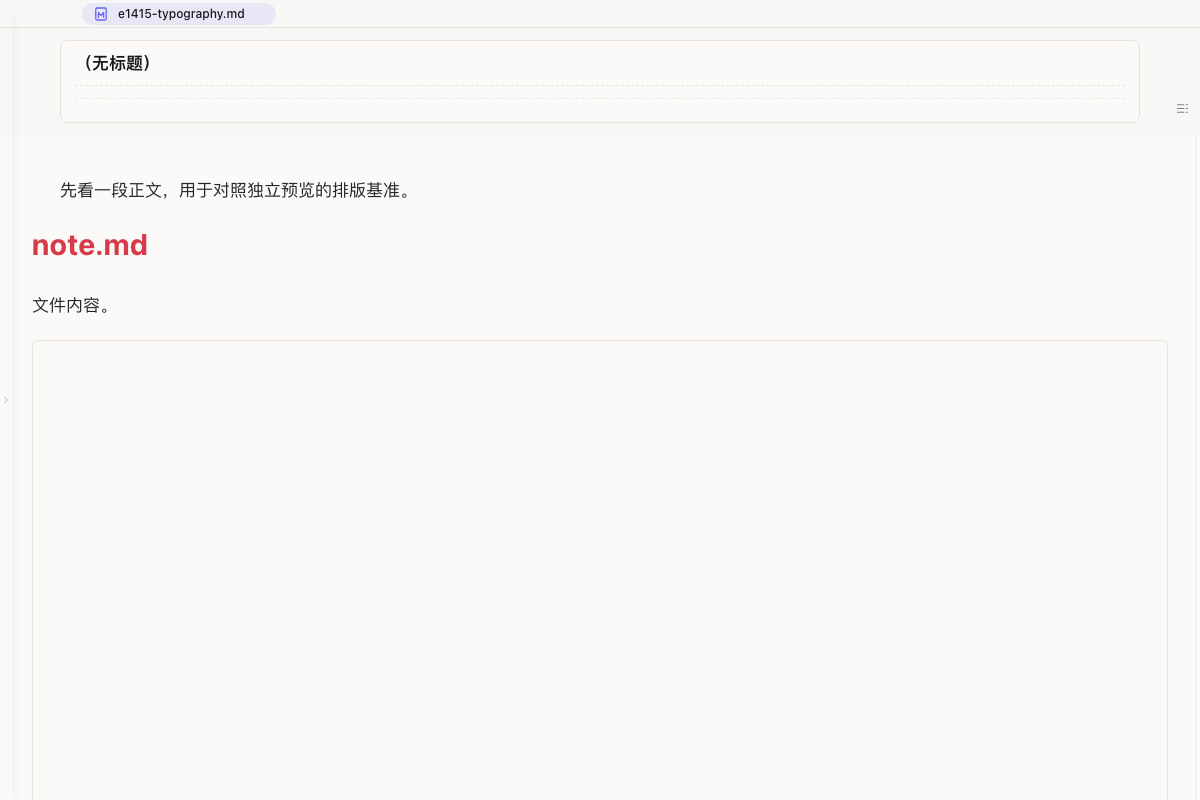 e1415-typography.md
（无标题）
先看一段正文，用于对照独立预览的排版基准。
note.md
文件内容。